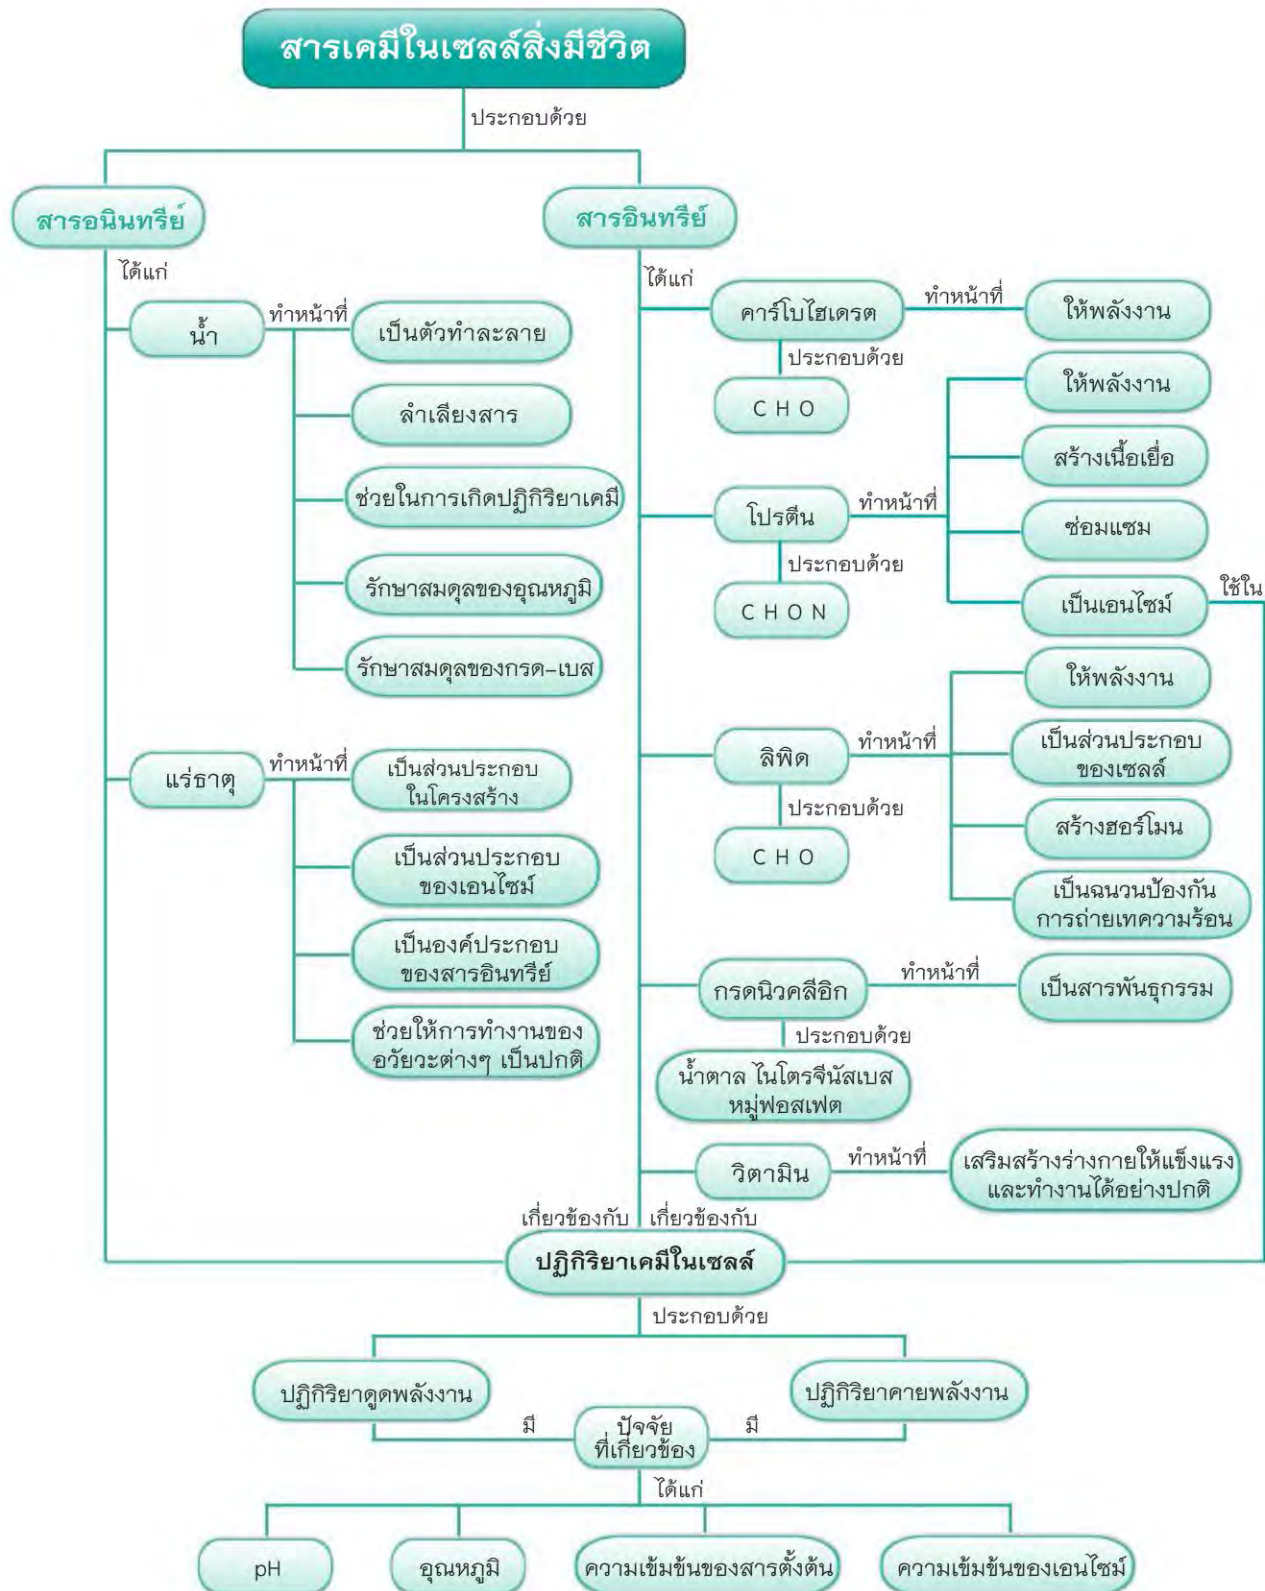 สารเคมีในเซลล์สิ่งมีชีวิต
ประกอบด้วย
สารอนินทรีย์
สารอินทรีย์
ได้แก่
น้ำ
ทำหน้าที่
เป็นตัวทำละลาย
ลำเลียงสาร
ช่วยในการเกิดปฏิกิริยาเคมี
รักษาสมดุลของอุณหภูมิ
รักษาสมดุลของกรด-เบส
แร่ธาตุ
ทำหน้าที่
เป็นส่วนประกอบ
ในโครงสร้าง
เป็นส่วนประกอบ
ของเอนไซม์
เป็นองค์ประกอบ
ของสารอินทรีย์
ช่วยให้การทำงานของ
อวัยวะต่างๆ เป็นปกติ
ได้แก่
คาร์โบไฮเดรต
ทำหน้าที่
ให้พลังงาน
ประกอบด้วย
C H O
โปรตีน
ทำหน้าที่
ให้พลังงาน
สร้างเนื้อเยื่อ
ซ่อมแซม
เป็นเอนไซม์
ใช้ใน
ประกอบด้วย
C H O N
ลิพิด
ทำหน้าที่
ให้พลังงาน
เป็นส่วนประกอบ
ของเซลล์
สร้างฮอร์โมน
เป็นฉนวนป้องกัน
การถ่ายเทความร้อน
ประกอบด้วย
C H O
กรดนิวคลีอิก
ทำหน้าที่
เป็นสารพันธุกรรม
ประกอบด้วย
น้ำตาล ไนโตรจีนัสเบส
หมู่ฟอสเฟต
วิตามิน
ทำหน้าที่
เสริมสร้างร่างกายให้แข็งแรง
และทำงานได้อย่างปกติ
เกี่ยวข้องกับ
เกี่ยวข้องกับ
ปฏิกิริยาเคมีในเซลล์
ประกอบด้วย
ปฏิกิริยาดูดพลังงาน
ปฏิกิริยาคายพลังงาน
มี
ปัจจัย
ที่เกี่ยวข้อง
มี
ได้แก่
pH
อุณหภูมิ
ความเข้มข้นของสารตั้งต้น
ความเข้มข้นของเอนไซม์